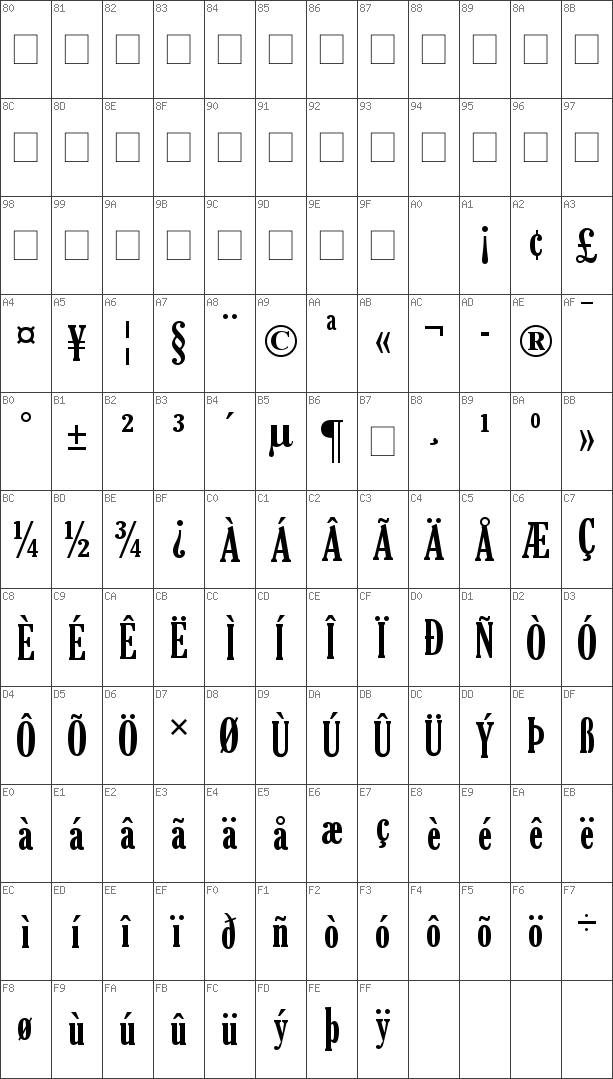 80 81 82 83 84 85 86 87 88 89 8A 8B
□ □ □ □ □ □ □ □ □ □ □ □
8C 8D 8E 8F 90 91 92 93 94 95 96 97
□ □ □ □ □ □ □ □ □ □ □ □
98 99 9A 9B 9C 9D 9E 9F A0 A1 A2 A3
□ □ □ □ □ □ □ □ ¡ ¢ £
A4 A5 A6 A7 A8 A9 AA AB AC AD AE AF
¤ ¥ ¦ § ¨ © ª « ¬ - ® ¯
B0 B1 B2 B3 B4 B5 B6 B7 B8 B9 BA BB
° ± ² ³ ´ µ ¶ □ ¸ ¹ º »
BC BD BE BF C0 C1 C2 C3 C4 C5 C6 C7
¼ ½ ¾ ¿ À Á Â Ã Ä Å Æ Ç
C8 C9 CA CB CC CD CE CF D0 D1 D2 D3
È É Ê Ë Ì Í Î Ï Ð Ñ Ò Ó
D4 D5 D6 D7 D8 D9 DA DB DC DD DE DF
Ô Õ Ö × Ø Ù Ú Û Ü Ý Þ ß
E0 E1 E2 E3 E4 E5 E6 E7 E8 E9 EA EB
à á â ã ä å æ ç è é ê ë
EC ED EE EF F0 F1 F2 F3 F4 F5 F6 F7
ì í î ï ð ñ ò ó ô õ ö ÷
F8 F9 FA FB FC FD FE FF
ø ù ú û ü ý þ ÿ